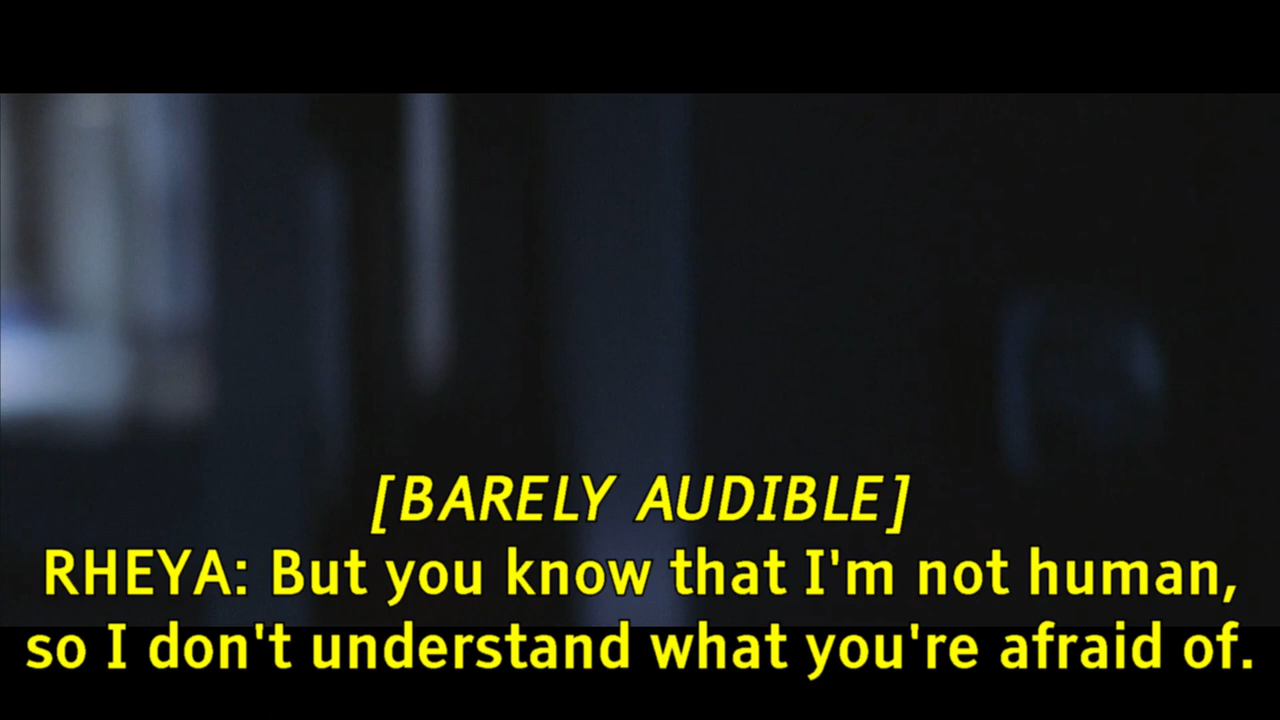 [BARELY AUDIBLE]
RHEYA: But you know that I'm not human,
so I don't understand what you're afraid of.